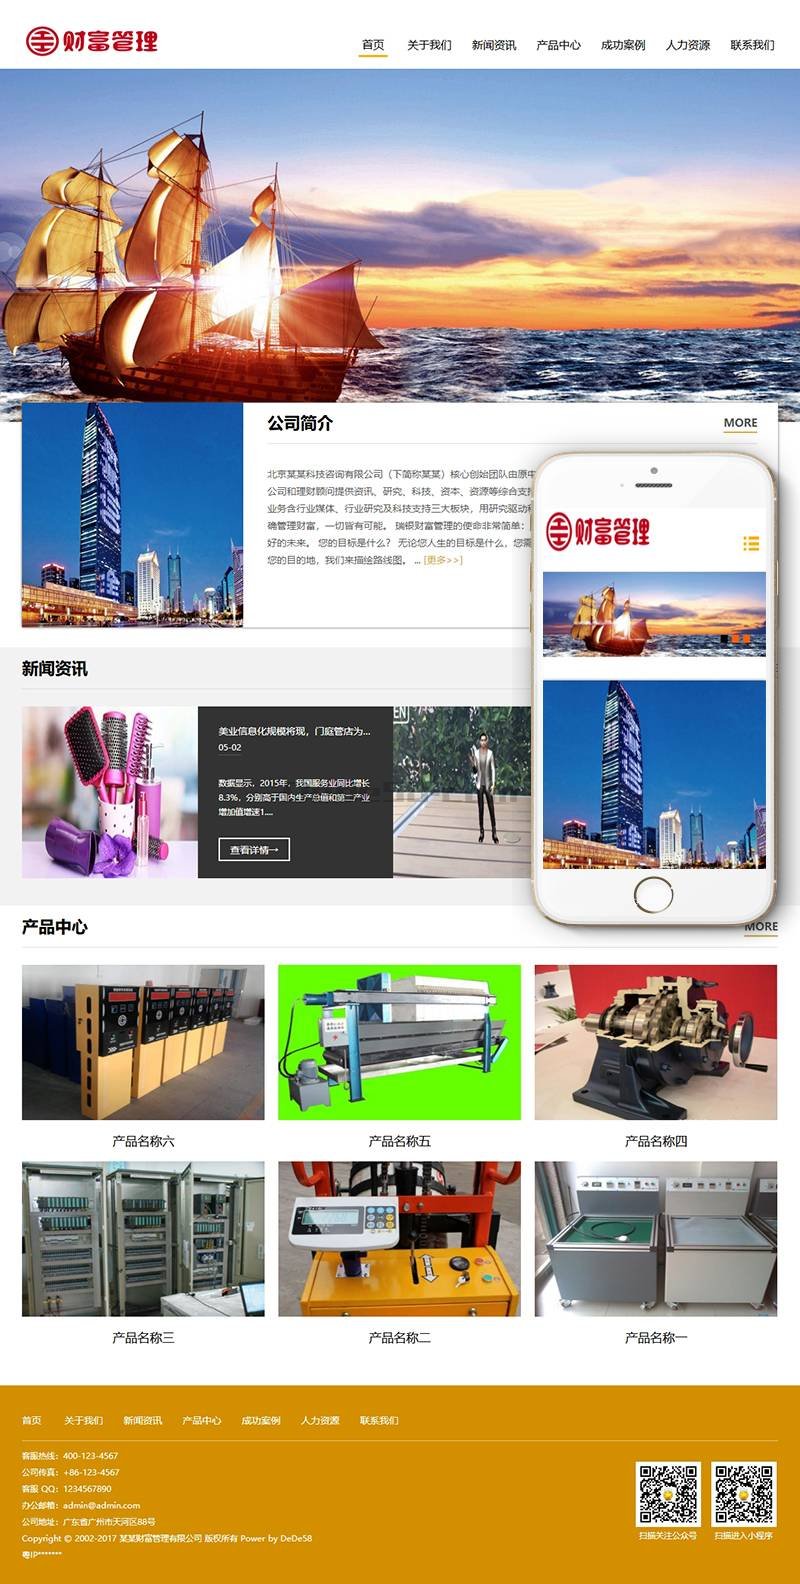 财富管理
首页 关于我们 新闻资讯 产品中心 成功案例 人力资源 联系我们
公司简介
MORE
北京某某科技咨询有限公司（下简称某某）核心创始团队由原中
公司和理财顾问提供资讯、研究、科技、资本、资源等综合支持
业务含行业媒体、行业研究及科技支持三大板块，用研究驱动科
确管理财富，一切皆有可能。 瑞银财富管理的使命非常简单：
好的未来。 您的目标是什么？ 无论您人生的目标是什么，您需
您的目的地，我们来描绘路线图。 ... [更多>>]
财富管理
新闻资讯
美业信息化规模将现，门庭管店为...
05-02
数据显示，2015年，我国服务业同比增长
8.3%，分别高于国内生产总值和第二产业
增加值增速1....
查看详情→
EN
产品中心
MORE
产品名称六
产品名称五
产品名称四
产品名称三
产品名称二
产品名称一
首页 关于我们 新闻资讯 产品中心 成功案例 人力资源 联系我们
客服热线：400-123-4567
公司传真：+86-123-4567
客服 QQ：1234567890
办公邮箱：admin@admin.com
公司地址：广东省广州市天河区88号
Copyright © 2002-2017 某某财富管理有限公司 版权所有 Power by DeDe58
粤IP*******
扫描关注公众号
扫描进入小程序